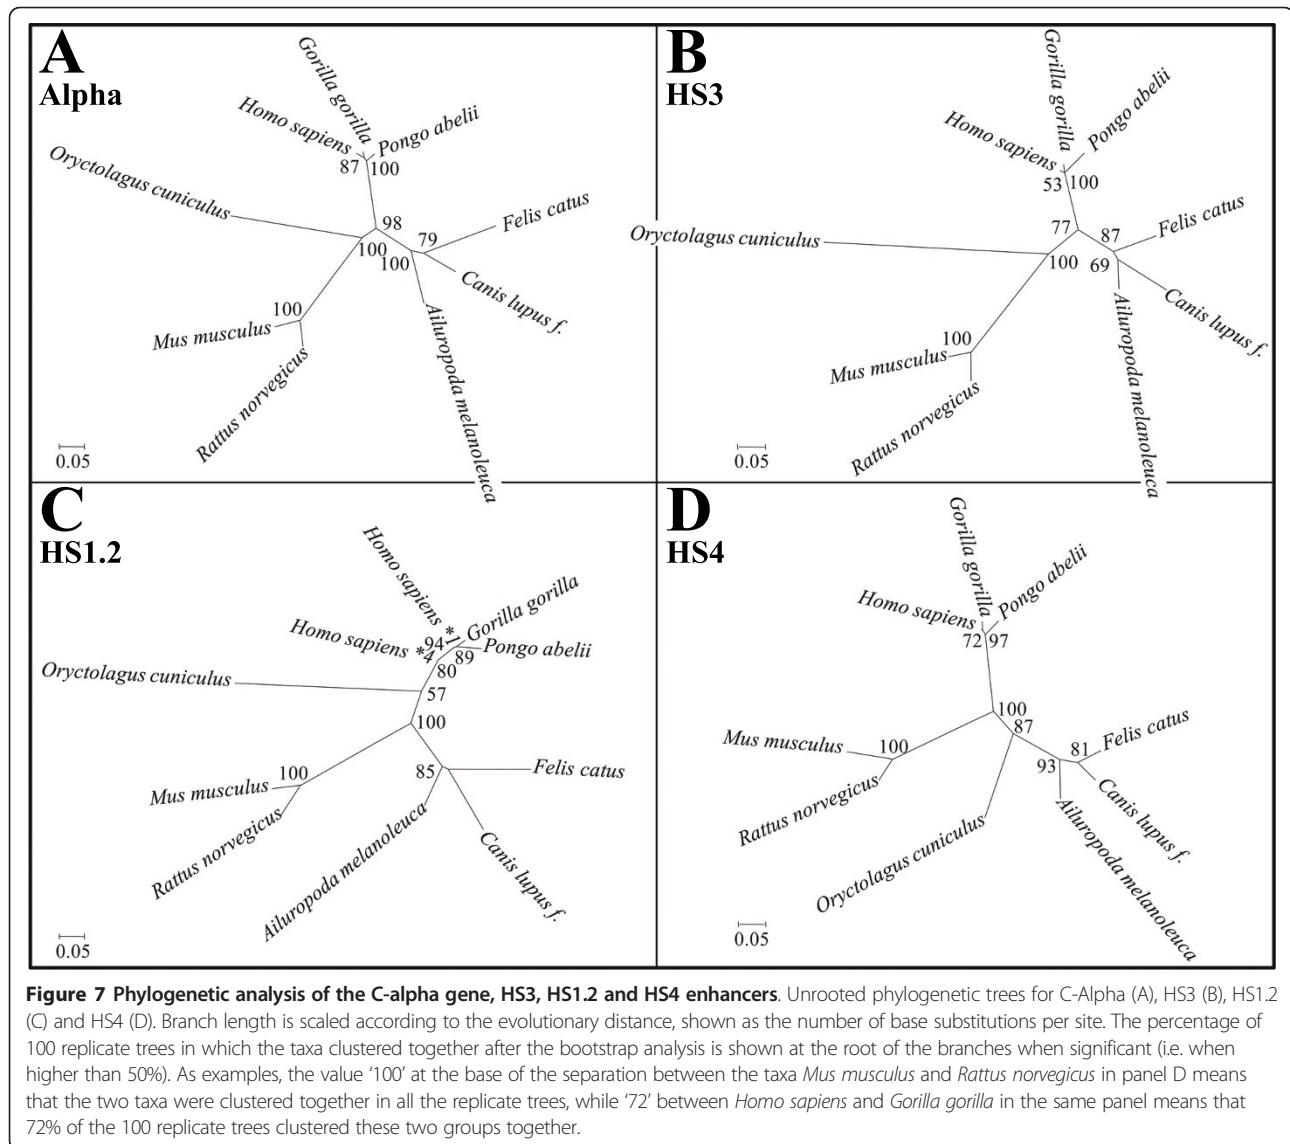 A
Alpha
Gorilla gorilla
Homo sapiens
Pongo abelii
87
100
Oryctolagus cuniculus
98
Felis catus
79
100
100
Canis lupus f.
100
Mus musculus
Rattus norvegicus
Ailuropoda melanoleuca
0.05
B
HS3
Gorilla gorilla
Pongo abelii
Homo sapiens
53
100
Felis catus
Oryctolagus cuniculus
77
87
100
69
Canis lupus f.
100
Mus musculus
Rattus norvegicus
Ailuropoda melanoleuca
0.05
C
HS1.2
Homo sapiens *1
Gorilla gorilla
Homo sapiens *4
94
Pongo abelii
89
80
Oryctolagus cuniculus
57
100
85
Felis catus
100
Mus musculus
Rattus norvegicus
Ailuropoda melanoleuca
Canis lupus f.
0.05
D
HS4
Gorilla gorilla
Pongo abelii
Homo sapiens
72
97
100
87
Mus musculus
100
81
Felis catus
93
Rattus norvegicus
Canis lupus f.
Oryctolagus cuniculus
Ailuropoda melanoleuca
0.05
Figure 7 Phylogenetic analysis of the C-alpha gene, HS3, HS1.2 and HS4 enhancers. Unrooted phylogenetic trees for C-Alpha (A), HS3 (B), HS1.2
(C) and HS4 (D). Branch length is scaled according to the evolutionary distance, shown as the number of base substitutions per site. The percentage of
100 replicate trees in which the taxa clustered together after the bootstrap analysis is shown at the root of the branches when significant (i.e. when
higher than 50%). As examples, the value ‘100’ at the base of the separation between the taxa Mus musculus and Rattus norvegicus in panel D means
that the two taxa were clustered together in all the replicate trees, while ‘72’ between Homo sapiens and Gorilla gorilla in the same panel means that
72% of the 100 replicate trees clustered these two groups together.